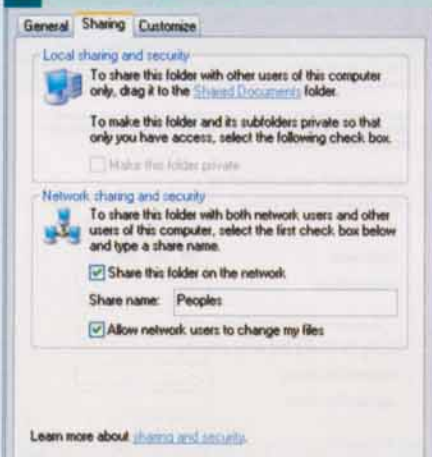 General Sharing Customize
Local sharing and security
To share this folder with other users of this computer
only, drag it to the Shared Documents folder.
To make this folder and its subfolders private so that
only you have access, select the following check box.
Make this folder private
Network sharing and security
To share this folder with both network users and other
users of this computer, select the first check box below
and type a share name.
Share this folder on the network
Share name: Peoples
Allow network users to change my files
Learn more about sharing and security.